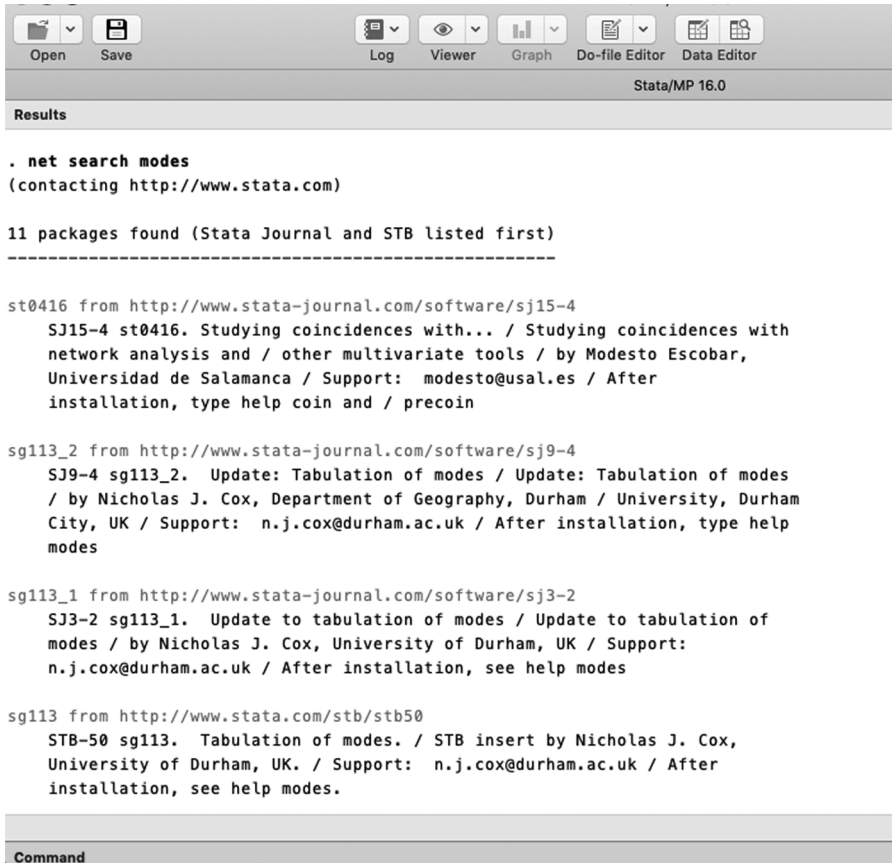 Open Save Log Viewer Graph Do-file Editor Data Editor
Stata/MP 16.0
Results
. net search modes
(contacting http://www.stata.com)
11 packages found (Stata Journal and STB listed first)
-----------------------------------------------------
st0416 from http://www.stata-journal.com/software/sj15-4
SJ15-4 st0416. Studying coincidences with... / Studying coincidences with
network analysis and / other multivariate tools / by Modesto Escobar,
Universidad de Salamanca / Support:  modesto@usal.es / After
installation, type help coin and / precoin
sg113_2 from http://www.stata-journal.com/software/sj9-4
SJ9-4 sg113_2.  Update: Tabulation of modes / Update: Tabulation of modes
/ by Nicholas J. Cox, Department of Geography, Durham / University, Durham
City, UK / Support:  n.j.cox@durham.ac.uk / After installation, type help
modes
sg113_1 from http://www.stata-journal.com/software/sj3-2
SJ3-2 sg113_1.  Update to tabulation of modes / Update to tabulation of
modes / by Nicholas J. Cox, University of Durham, UK / Support:
n.j.cox@durham.ac.uk / After installation, see help modes
sg113 from http://www.stata.com/stb/stb50
STB-50 sg113.  Tabulation of modes. / STB insert by Nicholas J. Cox,
University of Durham, UK. / Support:  n.j.cox@durham.ac.uk / After
installation, see help modes.
Command